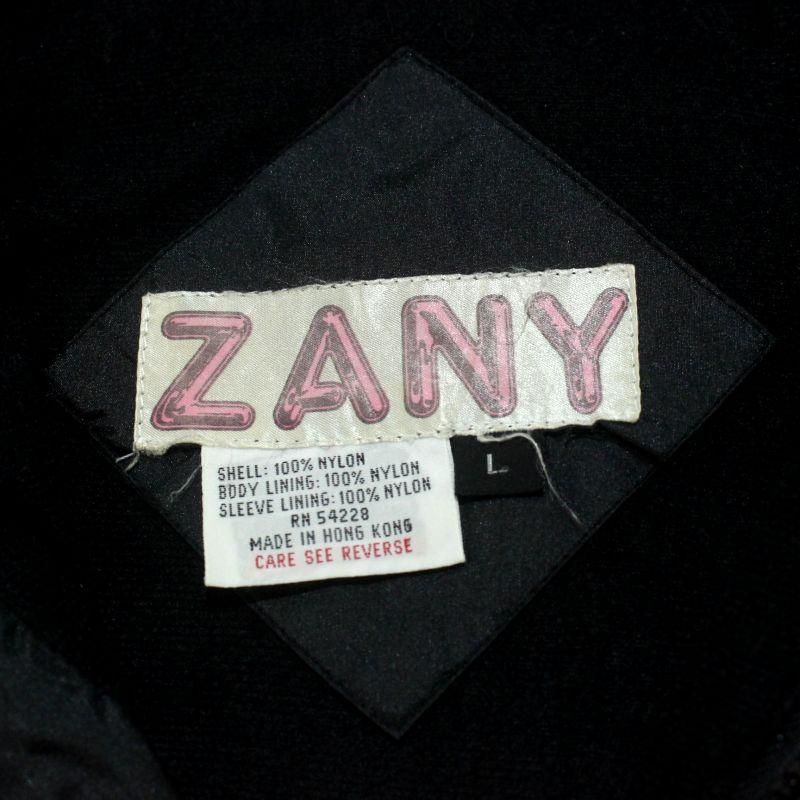 ZANY
L
SHELL: 100% NYLON
BODY LINING: 100% NYLON
SLEEVE LINING: 100% NYLON
RN 54228
MADE IN HONG KONG
CARE SEE REVERSE